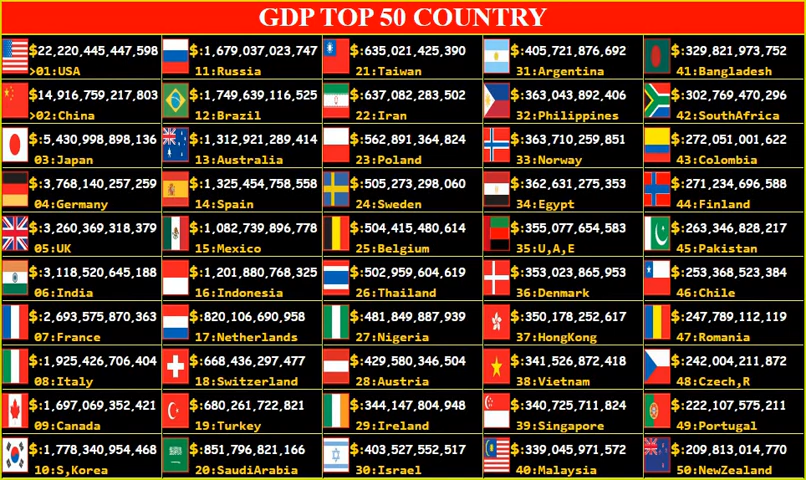 GDP TOP 50 COUNTRY
$22,220,445,447,598
>01:USA
$14,916,759,217,803
>02:China
$:5,430,998,898,136
03:Japan
$:3,768,140,257,259
04:Germany
$:3,260,369,318,379
05:UK
$:3,118,520,645,188
06:India
$:2,693,575,870,363
07:France
$:1,925,426,706,404
08:Italy
$:1,697,069,352,421
09:Canada
$:1,778,340,954,468
10:S,Korea
$:1,679,037,023,747
11:Russia
$:1,749,639,116,525
12:Brazil
$:1,312,921,289,414
13:Australia
$:1,325,454,758,558
14:Spain
$:1,082,739,896,778
15:Mexico
$:1,201,880,768,325
16:Indonesia
$:820,106,690,958
17:Netherlands
$:668,436,297,477
18:Switzerland
$:680,261,722,821
19:Turkey
$:851,796,821,166
20:SaudiArabia
$:635,021,425,390
21:Taiwan
$:637,082,283,502
22:Iran
$:562,891,364,824
23:Poland
$:505,273,298,060
24:Sweden
$:504,415,480,614
25:Belgium
$:502,959,604,619
26:Thailand
$:481,849,887,939
27:Nigeria
$:429,580,346,504
28:Austria
$:344,147,804,948
29:Ireland
$:403,527,552,517
30:Israel
$:405,721,876,692
31:Argentina
$:363,043,892,406
32:Philippines
$:363,710,259,351
33:Norway
$:362,631,275,353
34:Egypt
$:355,077,654,583
35:U,A,E
$:353,023,865,953
36:Denmark
$:350,178,252,617
37:HongKong
$:341,526,872,418
38:Vietnam
$:340,725,711,824
39:Singapore
$:339,045,971,572
40:Malaysia
$:329,821,973,752
41:Bangladesh
$:302,769,470,296
42:SouthAfrica
$:272,051,001,622
43:Colombia
$:271,234,696,588
44:Finland
$:263,346,828,217
45:Pakistan
$:253,368,523,384
46:Chile
$:247,789,112,119
47:Romania
$:242,004,211,872
48:Czech,R
$:222,107,575,211
49:Portugal
$:209,813,014,770
50:NewZealand